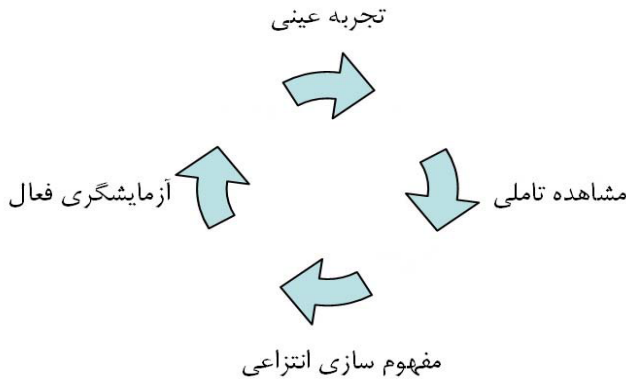 تجربه عینی
مشاهده تاملی
آزمایشگری فعال
مفهوم سازی انتزاعی